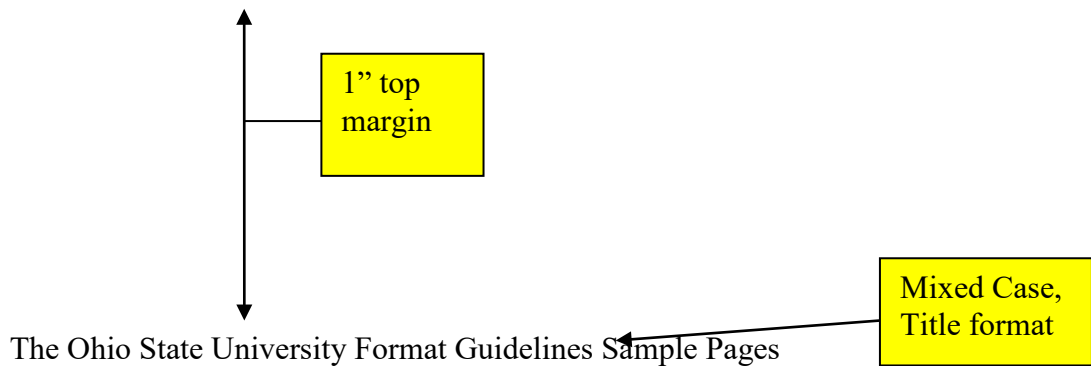 1” top
margin
Mixed Case,
Title format
The Ohio State University Format Guidelines Sample Pages